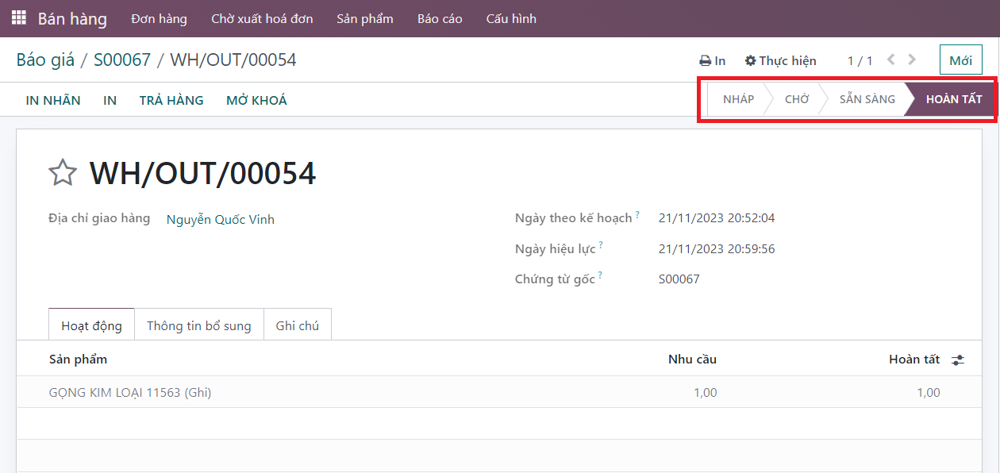 Bán hàng Đơn hàng Chờ xuất hoá đơn Sản phẩm Báo cáo Cấu hình
Báo giá / S00067 / WH/OUT/00054 In Thực hiện 1 / 1 Mới
IN NHÃN IN TRẢ HÀNG MỞ KHOÁ NHÁP CHỜ SẴN SÀNG HOÀN TẤT
WH/OUT/00054
Địa chỉ giao hàng Nguyễn Quốc Vinh Ngày theo kế hoạch ? 21/11/2023 20:52:04
Ngày hiệu lực ? 21/11/2023 20:59:56
Chứng từ gốc ? S00067
Hoạt động Thông tin bổ sung Ghi chú
Sản phẩm Nhu cầu Hoàn tất
GỌNG KIM LOẠI 11563 (Ghi) 1,00 1,00